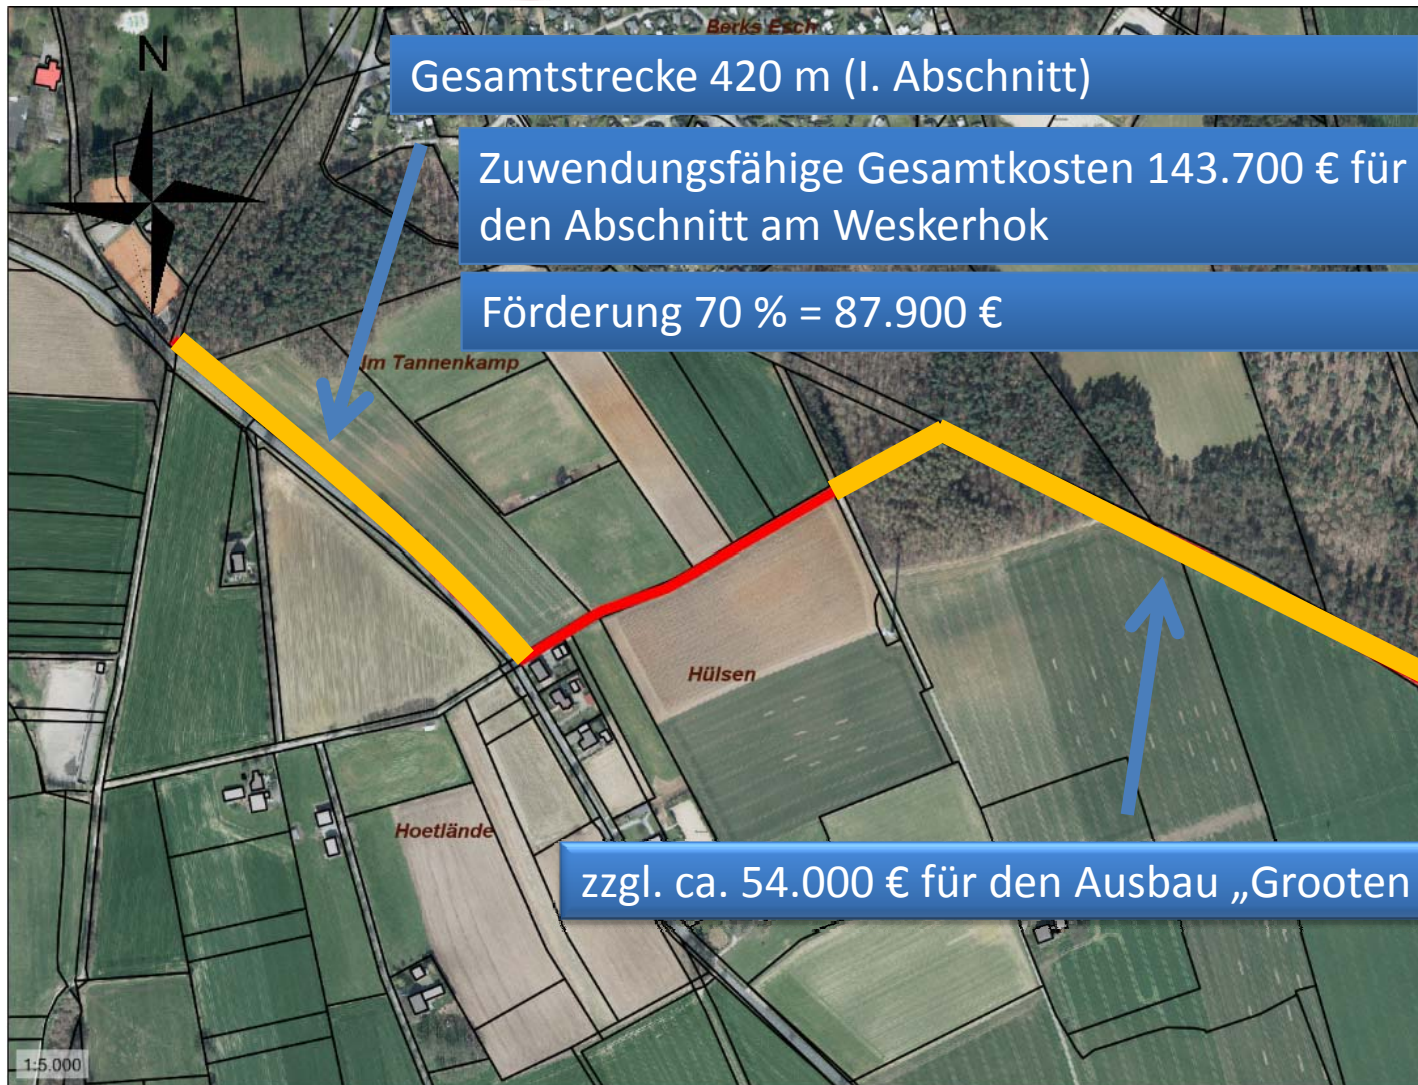 Berks Esch
N
Gesamtstrecke 420 m (I. Abschnitt)
Zuwendungsfähige Gesamtkosten 143.700 € für
den Abschnitt am Weskerhok
Förderung 70 % = 87.900 €
Im Tannenkamp
Hülsen
Hoetlände
zzgl. ca. 54.000 € für den Ausbau „Grooten
1:5.000